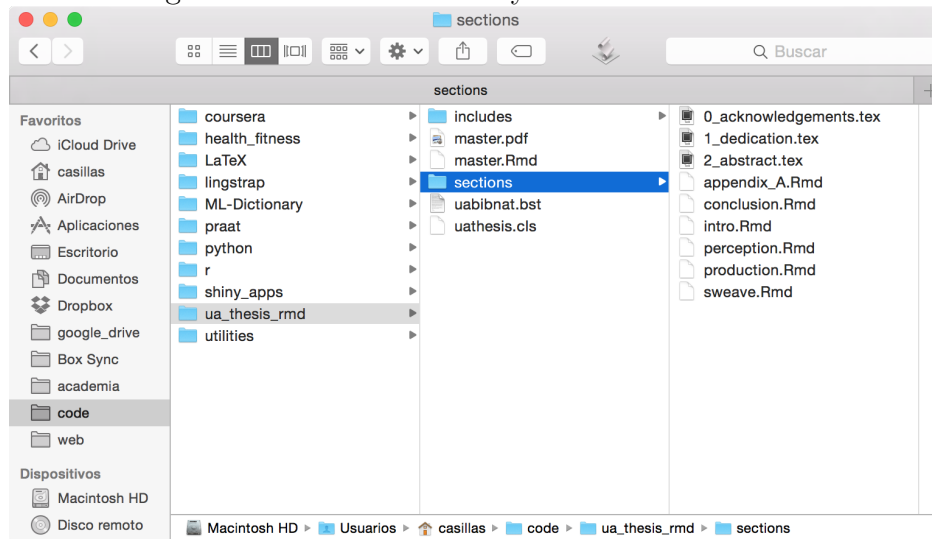 sections
Buscar
sections
Favoritos
iCloud Drive
casillas
AirDrop
Aplicaciones
Escritorio
Documentos
Dropbox
google_drive
Box Sync
academia
code
web
Dispositivos
Macintosh HD
Disco remoto
coursera
health_fitness
LaTeX
lingstrap
ML-Dictionary
praat
python
r
shiny_apps
ua_thesis_rmd
utilities
includes
master.pdf
master.Rmd
sections
uabibnat.bst
uathesis.cls
0_acknowledgements.tex
1_dedication.tex
2_abstract.tex
appendix_A.Rmd
conclusion.Rmd
intro.Rmd
perception.Rmd
production.Rmd
sweave.Rmd
Macintosh HD ▸ Usuarios ▸ casillas ▸ code ▸ ua_thesis_rmd ▸ sections